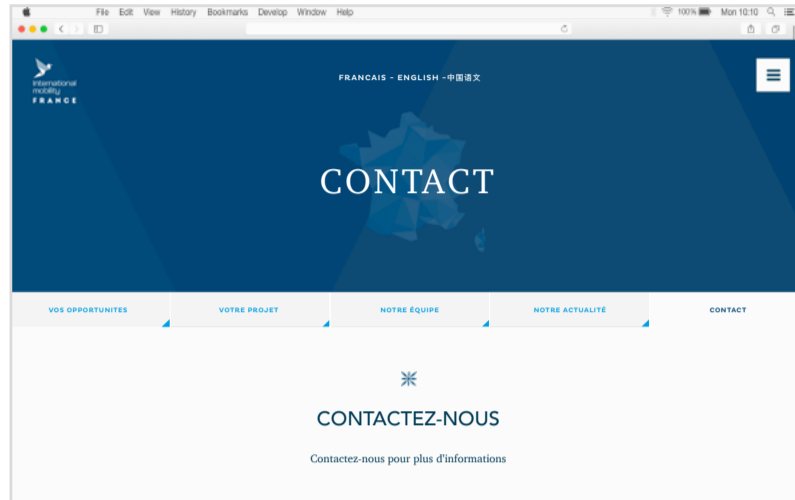 File Edit View History Bookmarks Develop Window Help
100% Mon 10:10
international
mobility
FRANCE
FRANCAIS - ENGLISH -中国语文
CONTACT
VOS OPPORTUNITES
VOTRE PROJET
NOTRE ÉQUIPE
NOTRE ACTUALITÉ
CONTACT
CONTACTEZ-NOUS
Contactez-nous pour plus d'informations